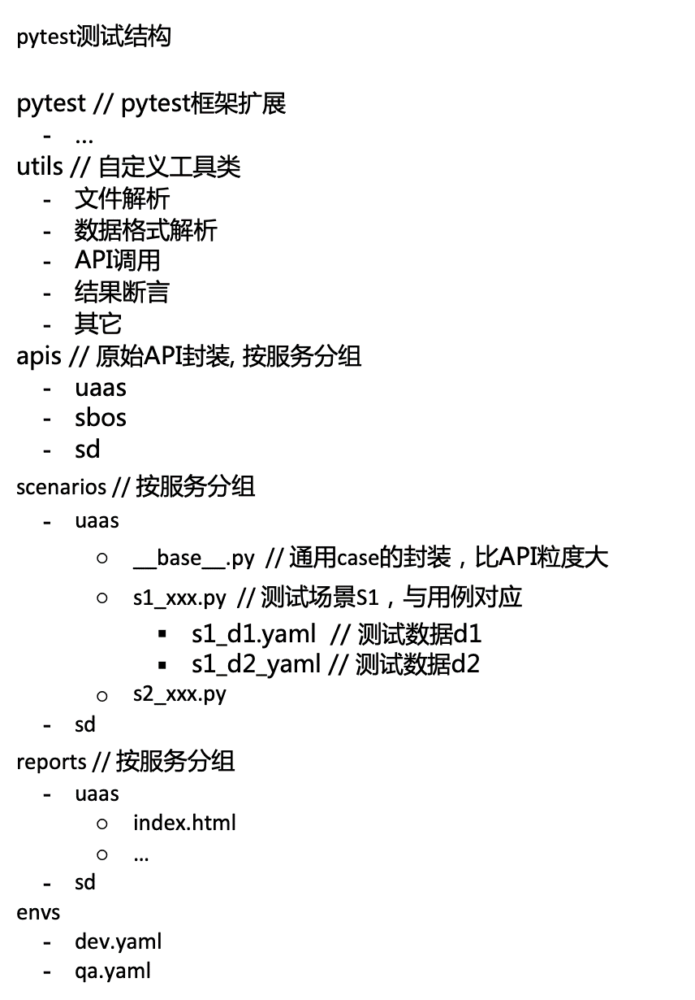 pytest测试结构
pytest // pytest框架扩展
- ...
utils // 自定义工具类
- 文件解析
- 数据格式解析
- API调用
- 结果断言
- 其它
apis // 原始API封装, 按服务分组
- uaas
- sbos
- sd
scenarios // 按服务分组
- uaas
○ __base__.py // 通用case的封装，比API粒度大
○ s1_xxx.py // 测试场景S1，与用例对应
▪ s1_d1.yaml // 测试数据d1
▪ s1_d2_yaml // 测试数据d2
○ s2_xxx.py
- sd
reports // 按服务分组
- uaas
○ index.html
○ ...
- sd
envs
- dev.yaml
- qa.yaml